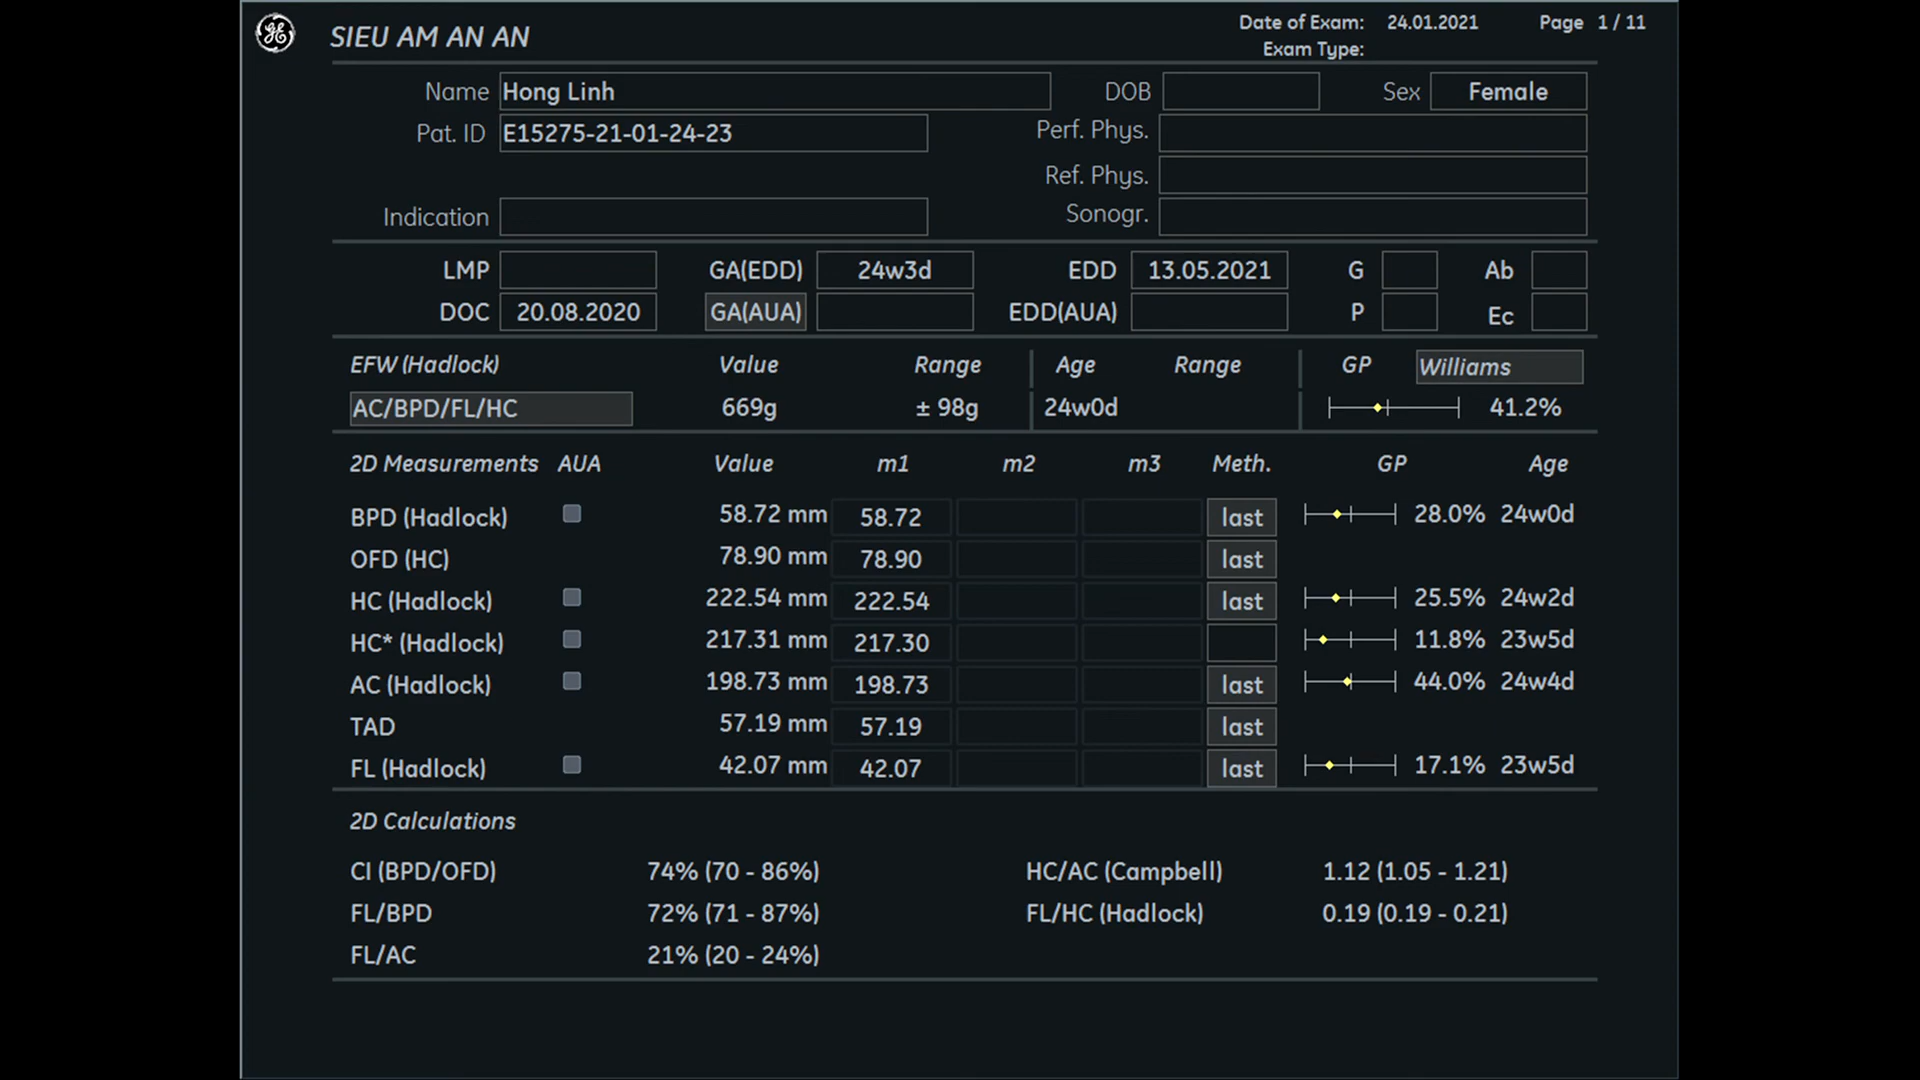 SIEU AM AN AN
Date of Exam: 24.01.2021 Page 1 / 11
Exam Type:
Name Hong Linh DOB Sex Female
Pat. ID E15275-21-01-24-23 Perf. Phys.
Ref. Phys.
Indication Sonogr.
LMP GA(EDD) 24w3d EDD 13.05.2021 G Ab
DOC 20.08.2020 GA(AUA) EDD(AUA) P Ec
EFW (Hadlock) Value Range Age Range GP Williams
AC/BPD/FL/HC 669g ± 98g 24w0d 41.2%
2D Measurements AUA Value m1 m2 m3 Meth. GP Age
BPD (Hadlock) 58.72 mm 58.72 last 28.0% 24w0d
OFD (HC) 78.90 mm 78.90 last
HC (Hadlock) 222.54 mm 222.54 last 25.5% 24w2d
HC* (Hadlock) 217.31 mm 217.30 11.8% 23w5d
AC (Hadlock) 198.73 mm 198.73 last 44.0% 24w4d
TAD 57.19 mm 57.19 last
FL (Hadlock) 42.07 mm 42.07 last 17.1% 23w5d
2D Calculations
CI (BPD/OFD) 74% (70 - 86%) HC/AC (Campbell) 1.12 (1.05 - 1.21)
FL/BPD 72% (71 - 87%) FL/HC (Hadlock) 0.19 (0.19 - 0.21)
FL/AC 21% (20 - 24%)